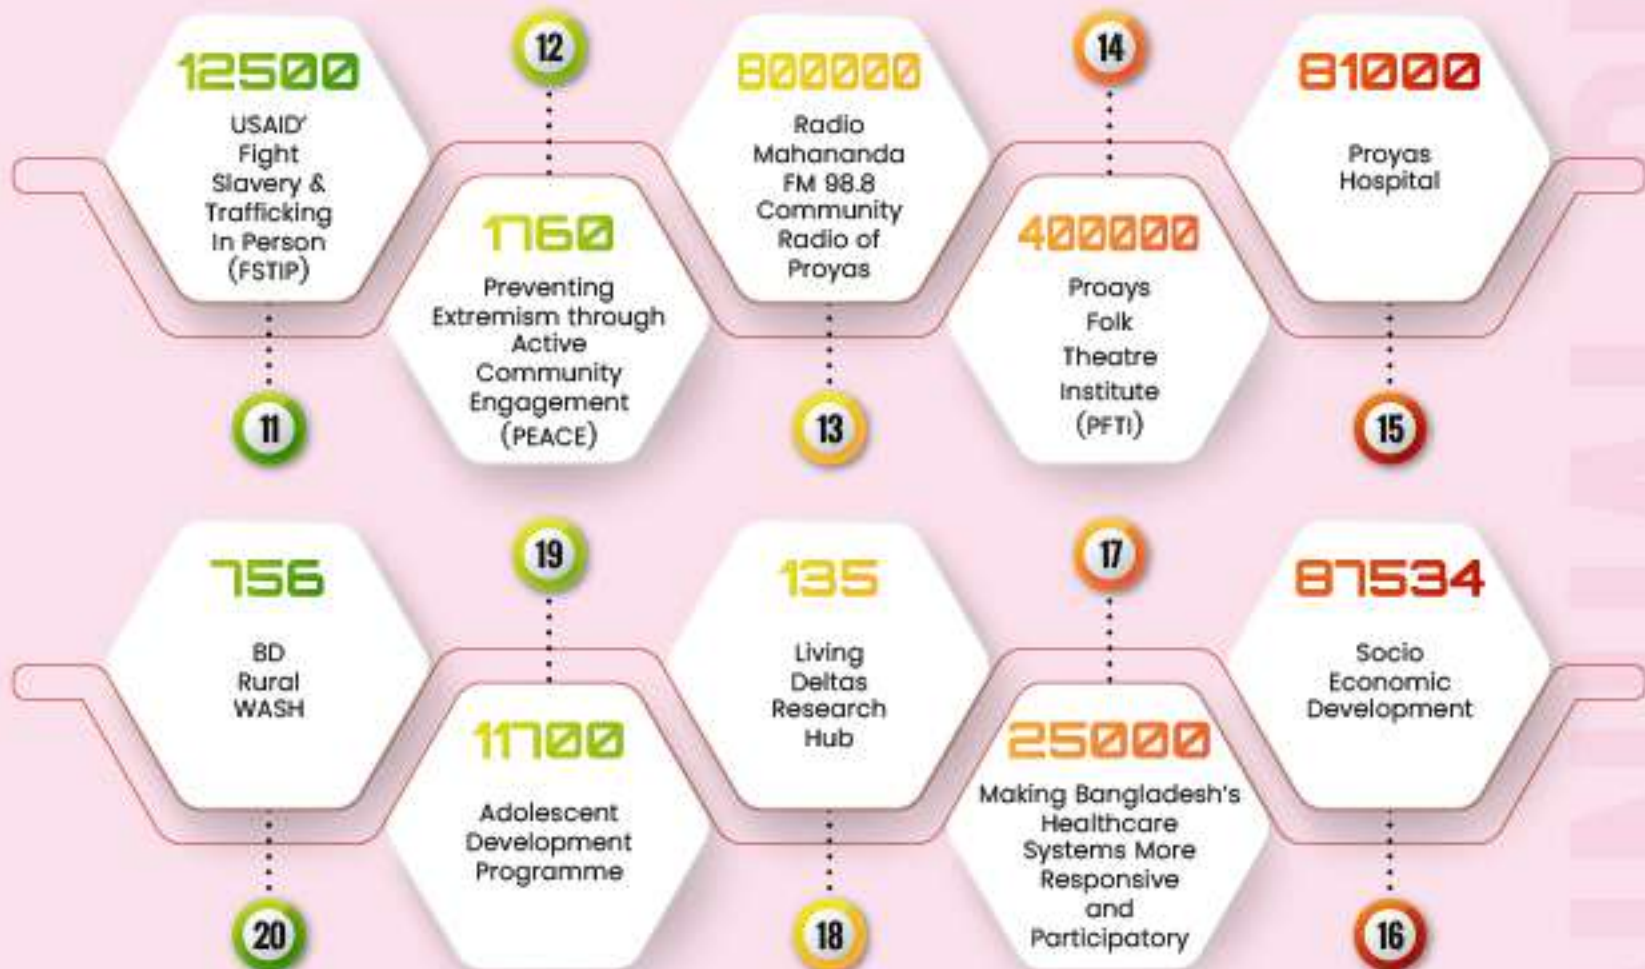 12500
USAID'
Fight
Slavery &
Trafficking
In Person
(FSTIP)
11
12
1760
Preventing
Extremism through
Active
Community
Engagement
(PEACE)
800000
Radio
Mahananda
FM 98.8
Community
Radio of
Proyas
13
14
400000
Proays
Folk
Theatre
Institute
(PFTI)
81000
Proyas
Hospital
15
756
BD
Rural
WASH
20
19
11700
Adolescent
Development
Programme
135
Living
Deltas
Research
Hub
18
17
25000
Making Bangladesh's
Healthcare
Systems More
Responsive
and
Participatory
87534
Socio
Economic
Development
16